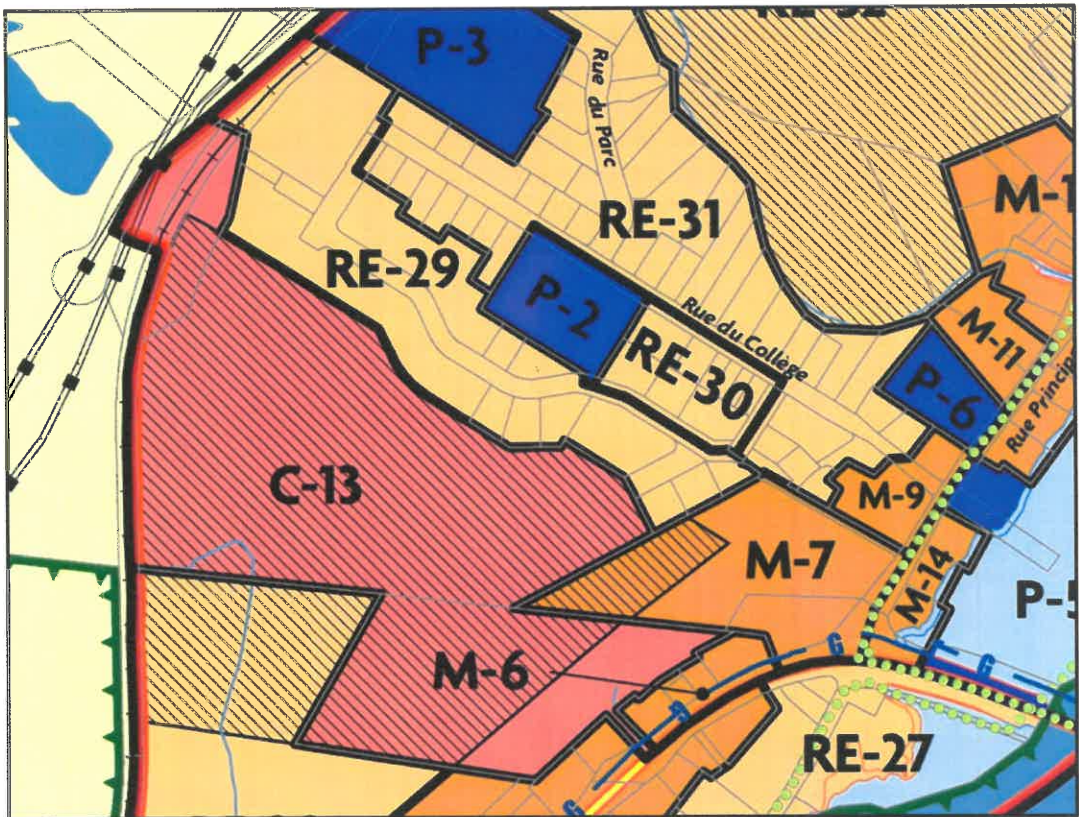 P-3
Rue du Parc
M-1
RE-31
RE-29
P-2
Rue du Collège
M-11
RE-30
P-6
Rue Princip
C-13
M-9
M-7
M-14
P-5
M-6
G
G
RE-27
G